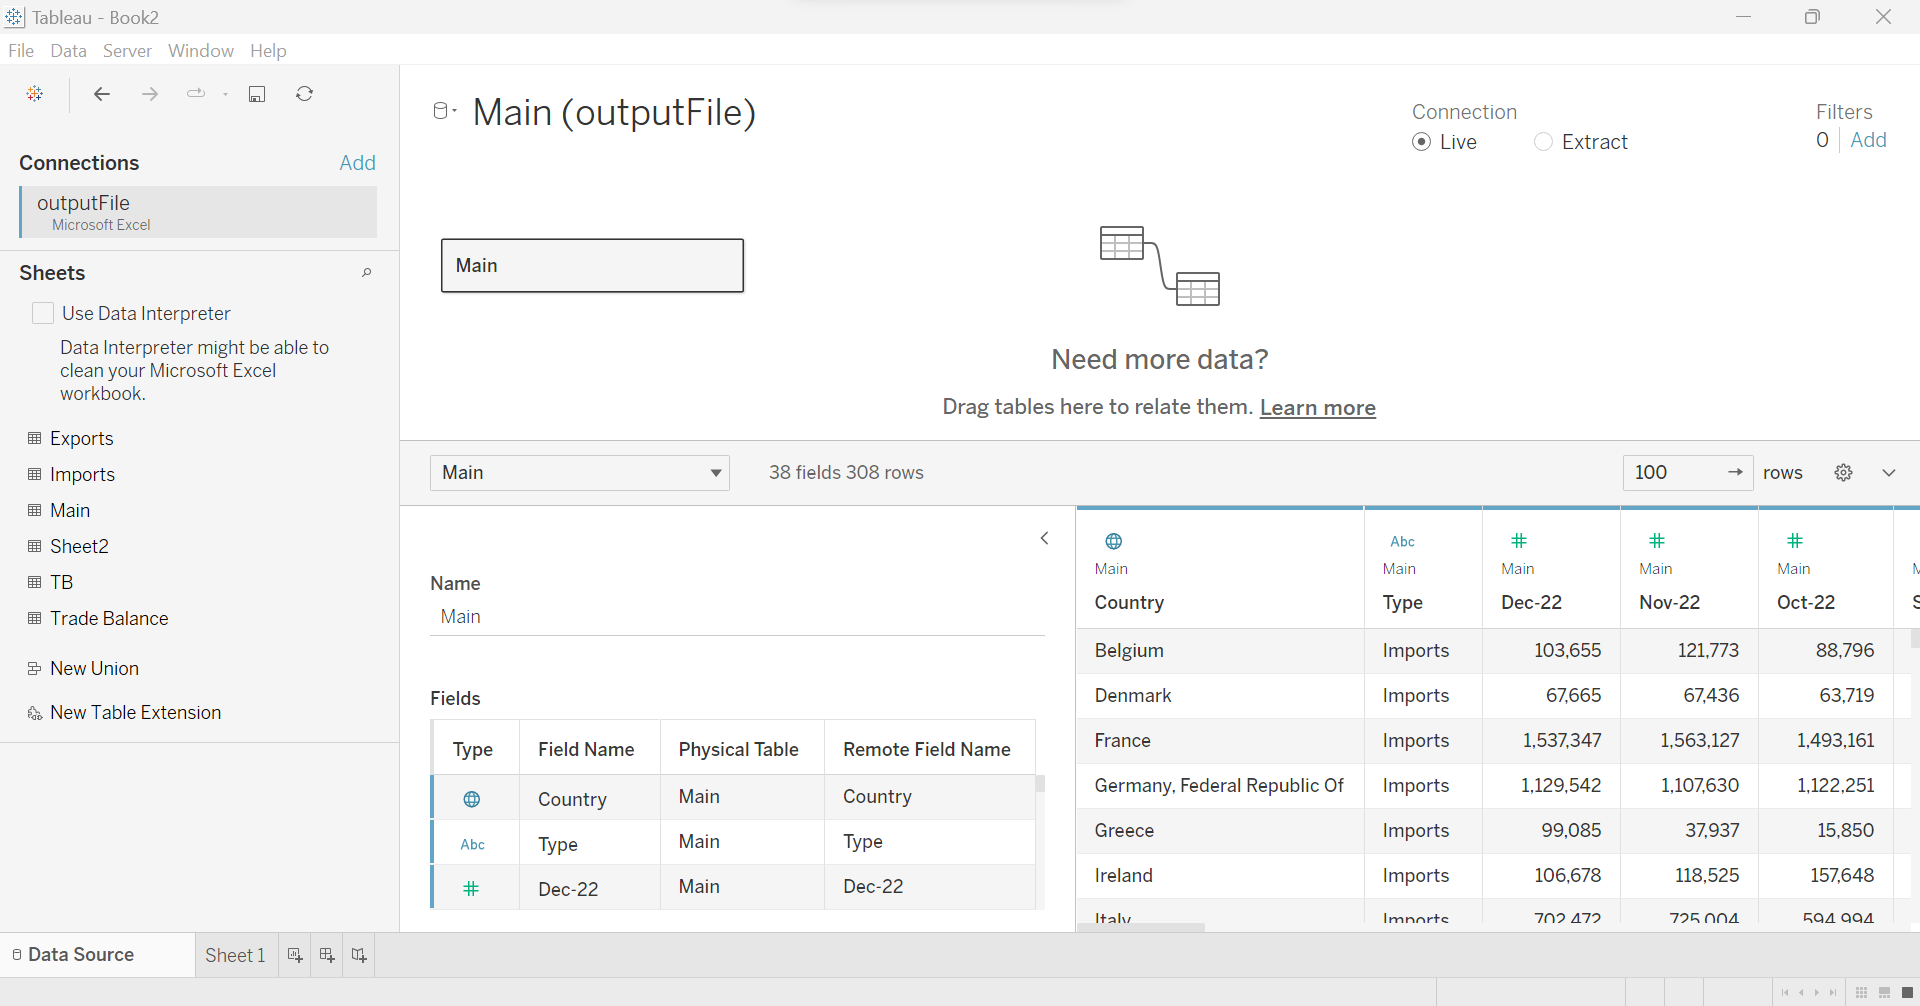 Tableau - Book2
File Data Server Window Help
Connections Add
outputFile
Microsoft Excel
Sheets
Use Data Interpreter
Data Interpreter might be able to
clean your Microsoft Excel
workbook.
Exports
Imports
Main
Sheet2
TB
Trade Balance
New Union
New Table Extension
Main (outputFile)
Connection
Live Extract
Filters
0 Add
Main
Need more data?
Drag tables here to relate them. Learn more
Main 38 fields 308 rows 100 rows
Name
Main
Fields
Type Field Name Physical Table Remote Field Name
Country Main Country
Abc Type Main Type
Dec-22 Main Dec-22
Abc
Main Main Main Main Main
Country Type Dec-22 Nov-22 Oct-22
Belgium Imports 103,655 121,773 88,796
Denmark Imports 67,665 67,436 63,719
France Imports 1,537,347 1,563,127 1,493,161
Germany, Federal Republic Of Imports 1,129,542 1,107,630 1,122,251
Greece Imports 99,085 37,937 15,850
Ireland Imports 106,678 118,525 157,648
Italy Imports 702,472 725,004 594,994
Data Source Sheet 1